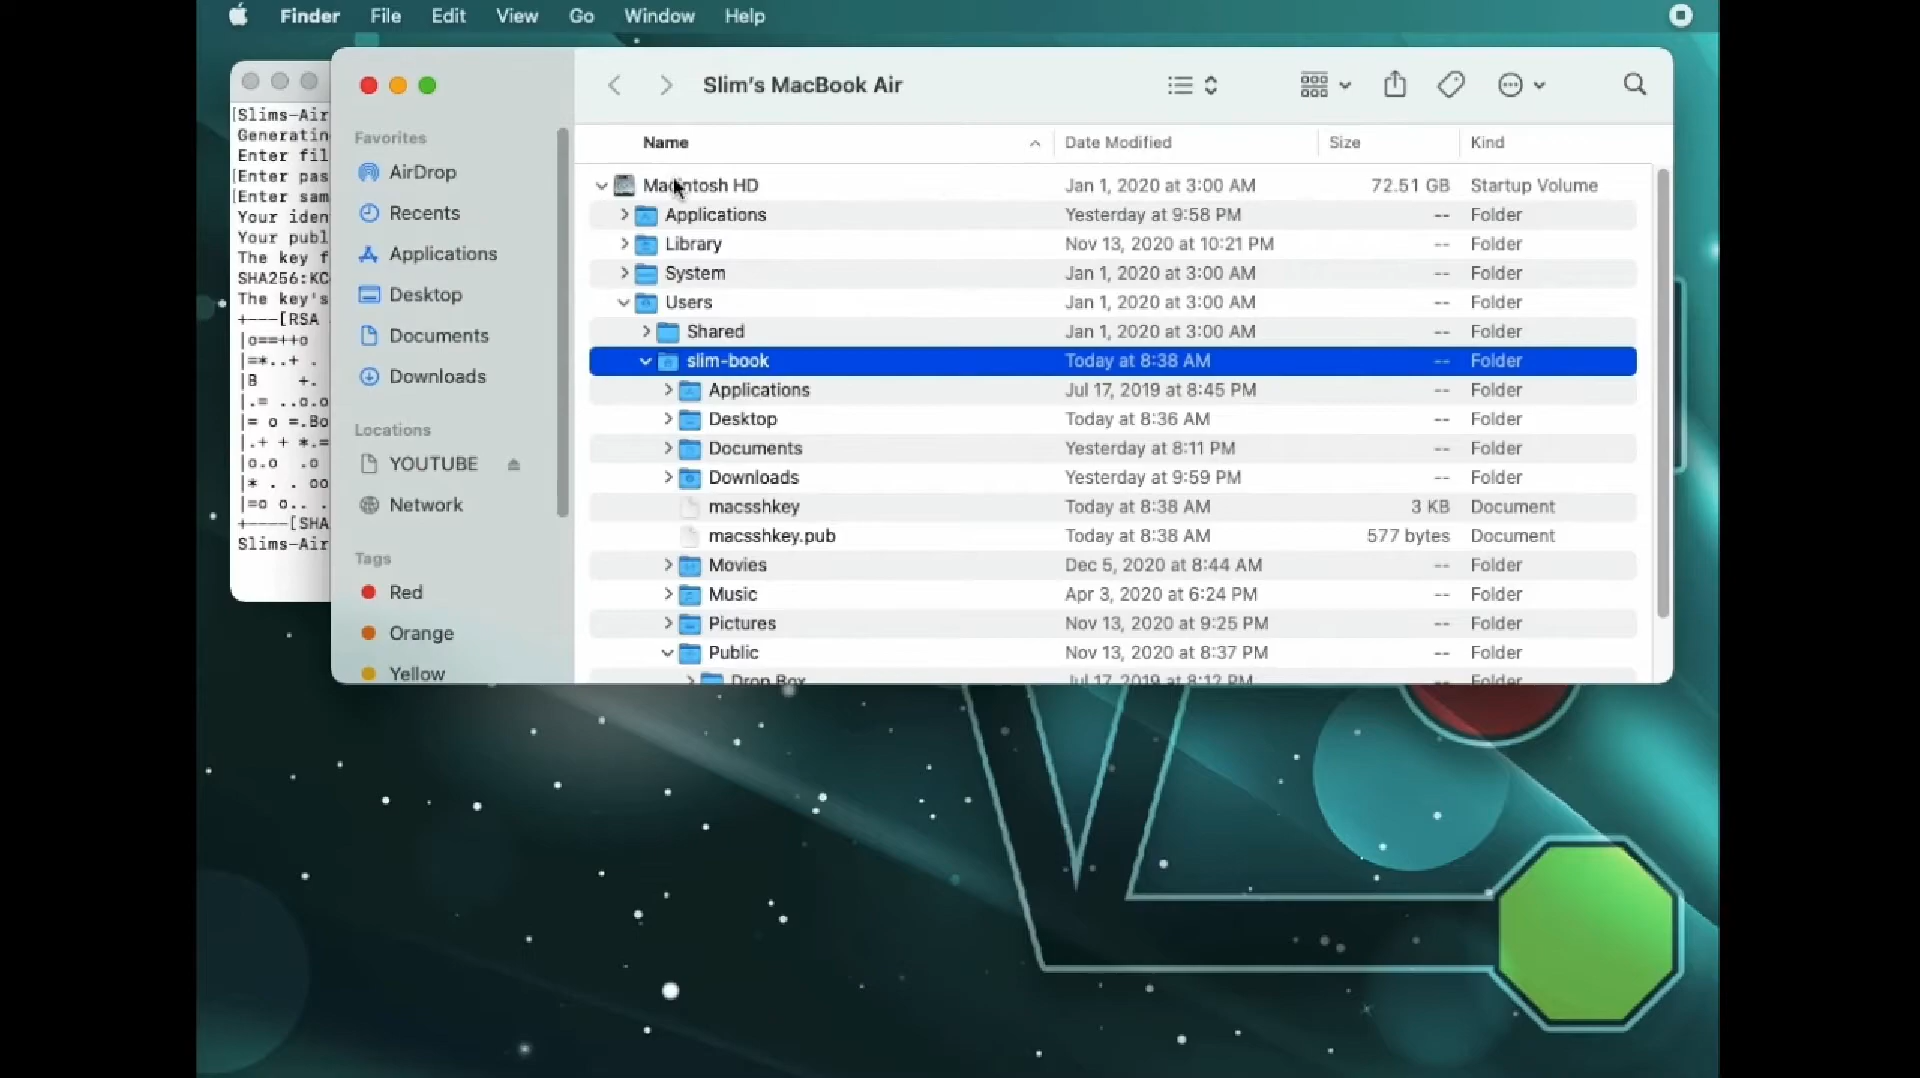 Finder File Edit View Go Window Help
[Slims-Air
Generatin
Enter fil
[Enter pas
[Enter sam
Your iden
Your publ
The key f
SHA256:KC
The key's
+---[RSA
|o==++o
|=*..+ .
|B +.
|.= ..o.o
|= o =.Bo
|.+ + *.=
|o.o .o
|* . . oo
|=o o.. .
+----[SHA
Slims-Air
Favorites
AirDrop
Recents
Applications
Desktop
Documents
Downloads
Locations
YOUTUBE
Network
Tags
Red
Orange
Yellow
Slim's MacBook Air
Name Date Modified Size Kind
Macintosh HD Jan 1, 2020 at 3:00 AM 72.51 GB Startup Volume
Applications Yesterday at 9:58 PM -- Folder
Library Nov 13, 2020 at 10:21 PM -- Folder
System Jan 1, 2020 at 3:00 AM -- Folder
Users Jan 1, 2020 at 3:00 AM -- Folder
Shared Jan 1, 2020 at 3:00 AM -- Folder
slim-book Today at 8:38 AM -- Folder
Applications Jul 17, 2019 at 8:45 PM -- Folder
Desktop Today at 8:36 AM -- Folder
Documents Yesterday at 8:11 PM -- Folder
Downloads Yesterday at 9:59 PM -- Folder
macsshkey Today at 8:38 AM 3 KB Document
macsshkey.pub Today at 8:38 AM 577 bytes Document
Movies Dec 5, 2020 at 8:44 AM -- Folder
Music Apr 3, 2020 at 6:24 PM -- Folder
Pictures Nov 13, 2020 at 9:25 PM -- Folder
Public Nov 13, 2020 at 8:37 PM -- Folder
Drop Box Jul 17, 2019 at 8:12 PM -- Folder